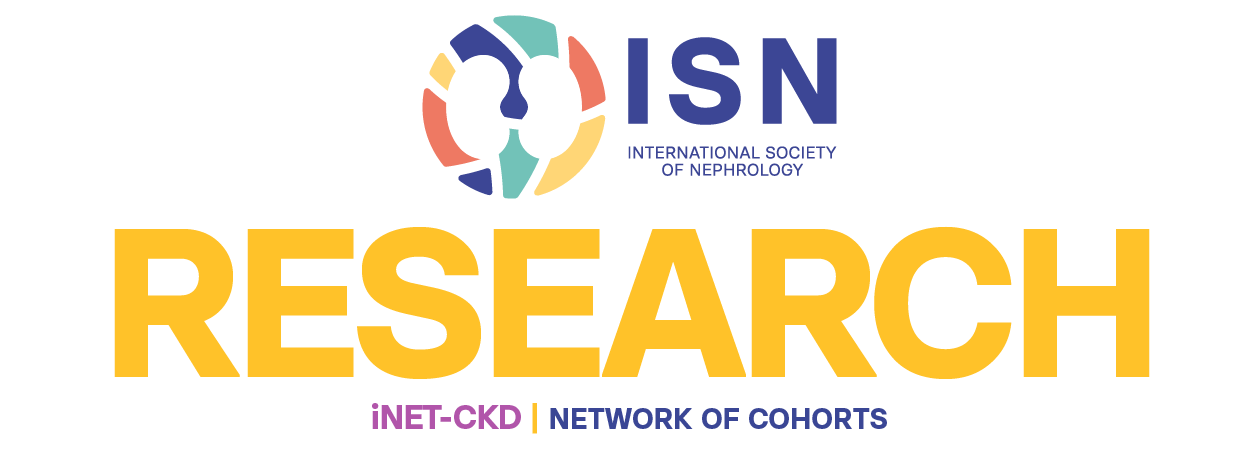 ISN
INTERNATIONAL SOCIETY
OF NEPHROLOGY
RESEARCH
iNET-CKD | NETWORK OF COHORTS